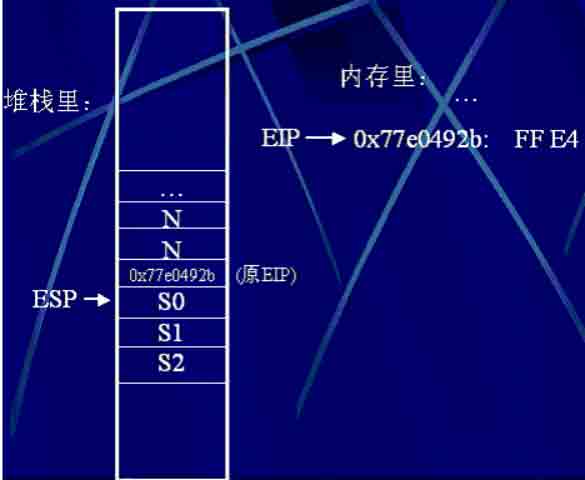 内存里：
堆栈里：
…
EIP → 0x77e0492b: FF E4
…
N
N
0x77e0492b (原EIP)
ESP → S0
S1
S2